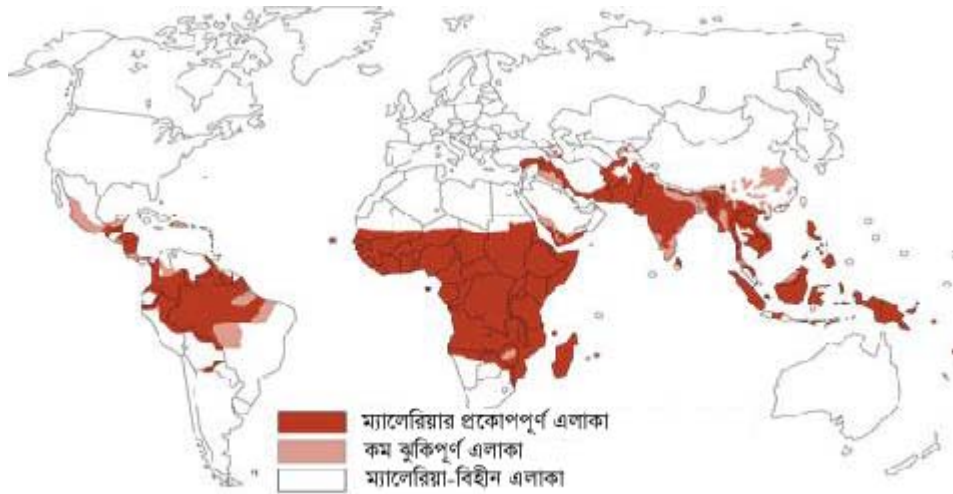 ম্যালেরিয়ার প্রকোপপূর্ণ এলাকা
কম ঝুকিপূর্ণ এলাকা
ম্যালেরিয়া-বিহীন এলাকা